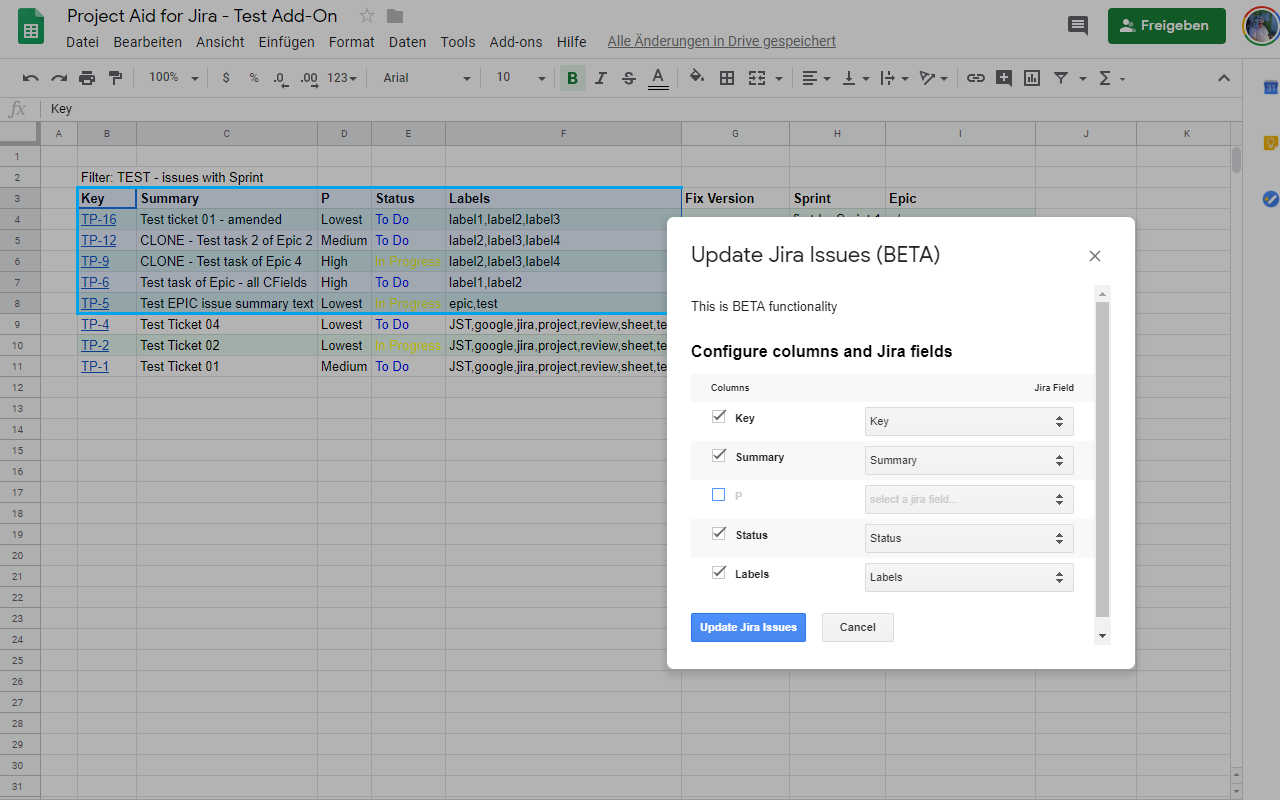 Project Aid for Jira - Test Add-On
Freigeben
Datei Bearbeiten Ansicht Einfügen Format Daten Tools Add-ons Hilfe Alle Änderungen in Drive gespeichert
100% $ % .0 .00 123 Arial 10 B I S A Σ
31
fx Key
A B C D E F G H I J K
1
2 Filter: TEST - issues with Sprint
3 Key Summary P Status Labels Fix Version Sprint Epic
4 TP-16 Test ticket 01 - amended Lowest To Do label1,label2,label3
5 TP-12 CLONE - Test task 2 of Epic 2 Medium To Do label2,label3,label4
6 TP-9 CLONE - Test task of Epic 4 High In Progress label2,label3,label4
7 TP-6 Test task of Epic - all CFields High To Do label1,label2
8 TP-5 Test EPIC issue summary text Lowest In Progress epic,test
9 TP-4 Test Ticket 04 Lowest To Do JST,google,jira,project,review,sheet,te
10 TP-2 Test Ticket 02 Lowest In Progress JST,google,jira,project,review,sheet,te
11 TP-1 Test Ticket 01 Medium To Do JST,google,jira,project,review,sheet,te
12
13
14
15
16
17
18
19
20
21
22
23
24
25
26
27
28
29
30
31
Update Jira Issues (BETA)
This is BETA functionality
Configure columns and Jira fields
Columns Jira Field
Key Key
Summary Summary
P select a jira field...
Status Status
Labels Labels
Update Jira Issues Cancel